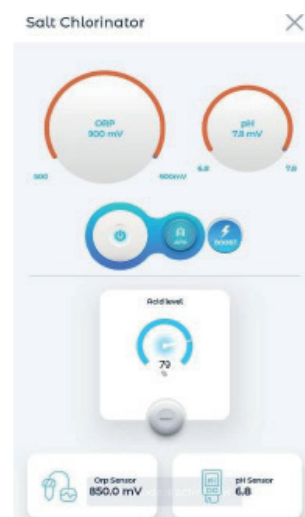 Salt Chlorinator
ORP
900 mV
pH
7.8 mV
500
900mV
6.8
7.8
BOOST
Acid level
79
%
Orp Sensor
850.0 mV
pH Sensor
6.8